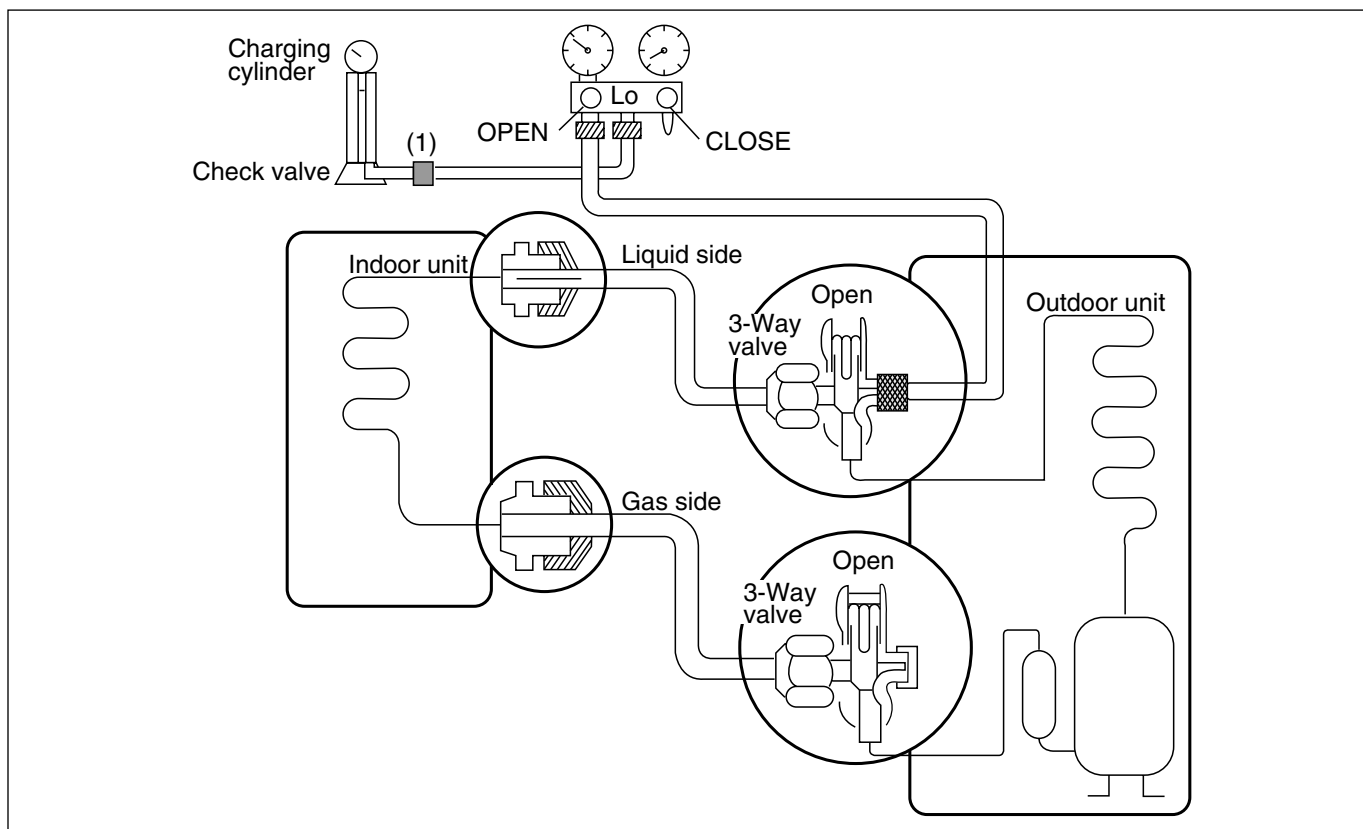 Charging
cylinder
Lo
OPEN
CLOSE
(1)
Check valve
Indoor unit
Liquid side
Open
3-Way
valve
Outdoor unit
Gas side
Open
3-Way
valve